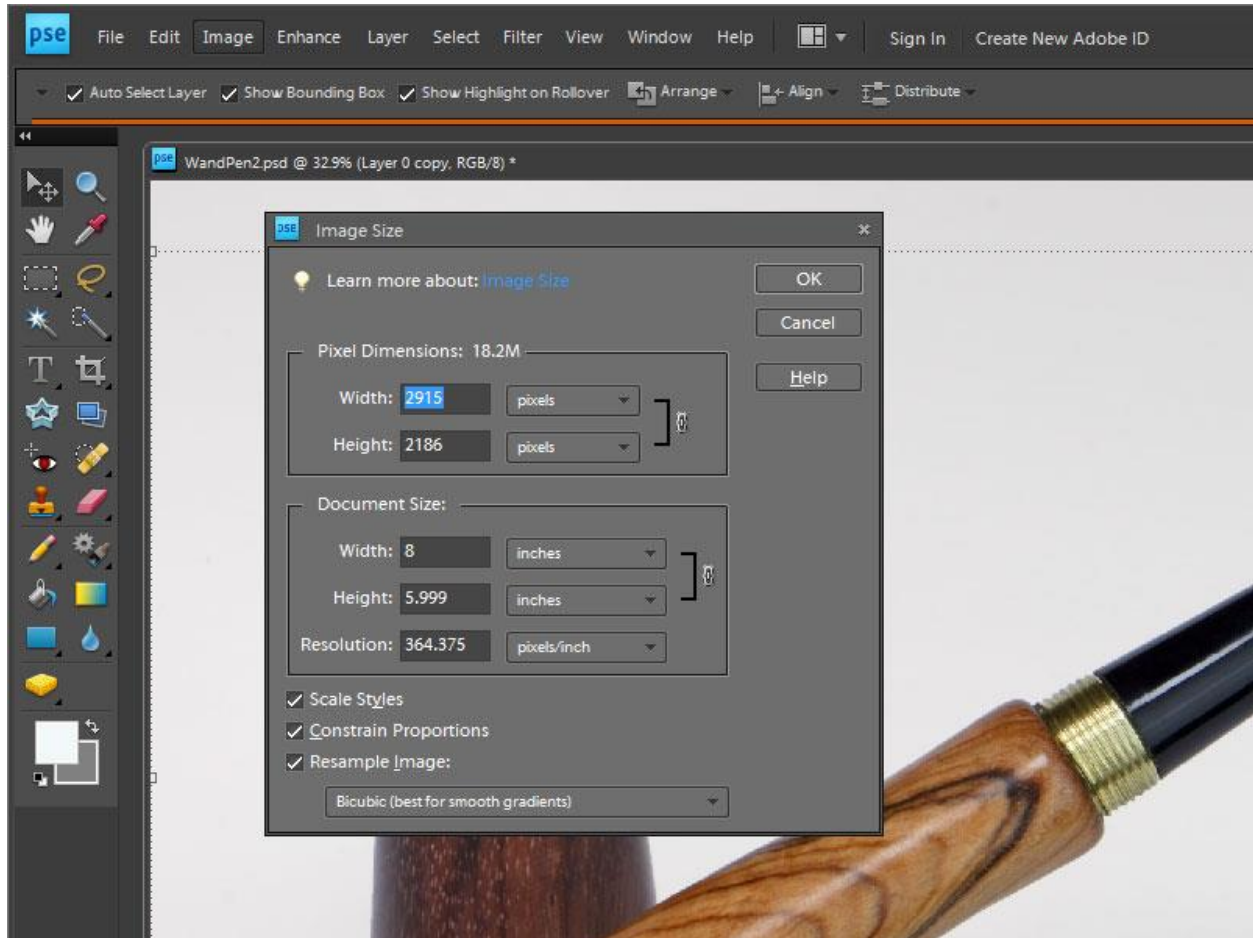 pse File Edit Image Enhance Layer Select Filter View Window Help Sign In Create New Adobe ID
Auto Select Layer Show Bounding Box Show Highlight on Rollover Arrange Align Distribute
pse WandPen2.psd @ 32.9% (Layer 0 copy, RGB/8) *
T
pse Image Size
Learn more about: Image Size
OK
Cancel
Help
Pixel Dimensions: 18.2M
Width: 2915 pixels
Height: 2186 pixels
Document Size:
Width: 8 inches
Height: 5.999 inches
Resolution: 364.375 pixels/inch
Scale Styles
Constrain Proportions
Resample Image:
Bicubic (best for smooth gradients)